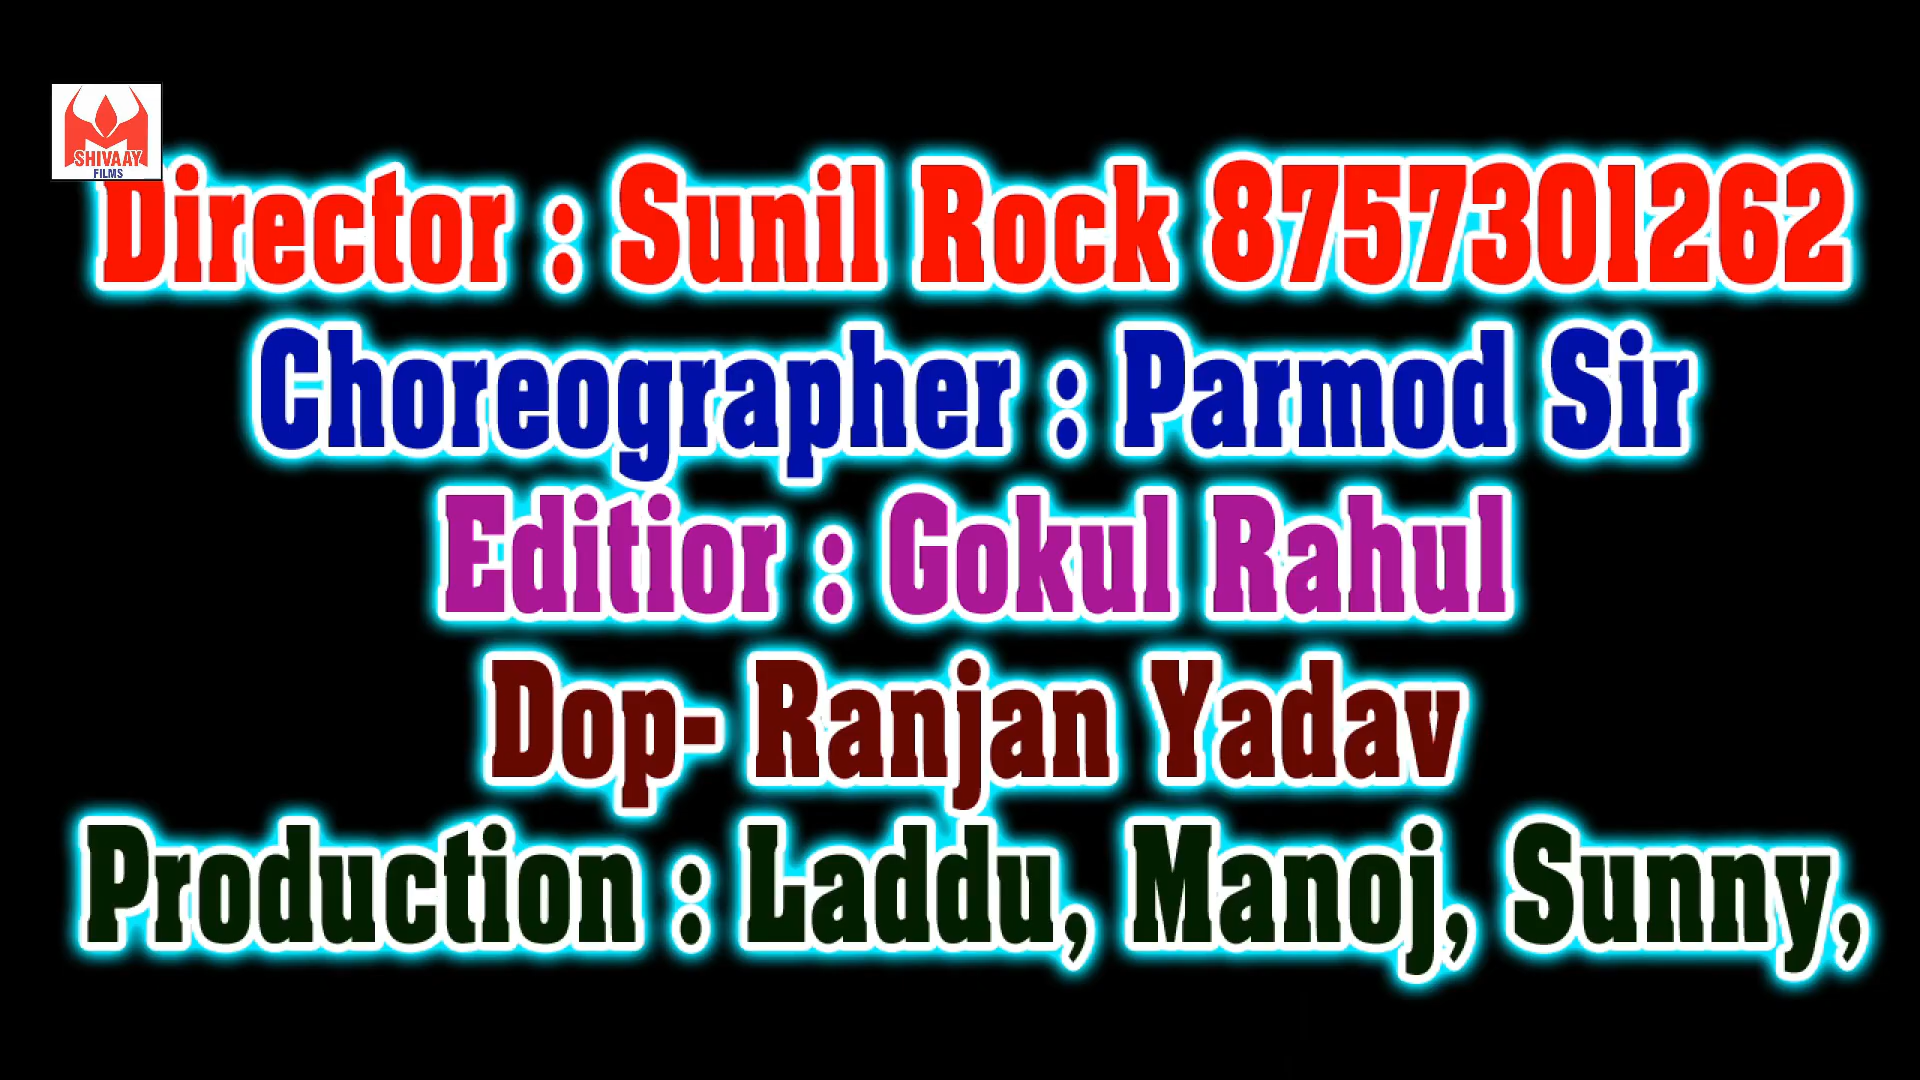 SHIVAAY
FILMS
Director : Sunil Rock 8757301262
Choreographer : Parmod Sir
Editior : Gokul Rahul
Dop- Ranjan Yadav
Production : Laddu, Manoj, Sunny,